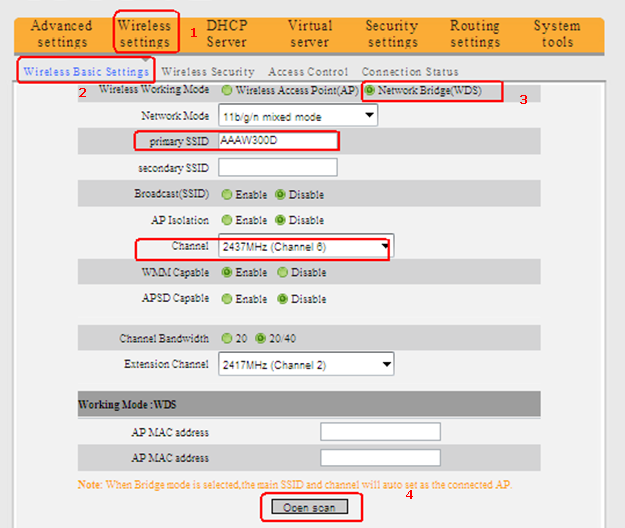 Advanced settings Wireless settings 1 DHCP Server Virtual server Security settings Routing settings System tools
Wireless Basic Settings Wireless Security Access Control Connection Status
2
Wireless Working Mode Wireless Access Point(AP) Network Bridge(WDS) 3
Network Mode 11b/g/n mixed mode
primary SSID AAAW300D
secondary SSID
Broadcast(SSID) Enable Disable
AP Isolation Enable Disable
Channel 2437MHz (Channel 6)
WMM Capable Enable Disable
APSD Capable Enable Disable
Channel Bandwidth 20 20/40
Extension Channel 2417MHz (Channel 2)
Working Mode:WDS
AP MAC address
AP MAC address
Note: When Bridge mode is selected,the main SSID and channel will auto set as the connected AP.
4
Open scan